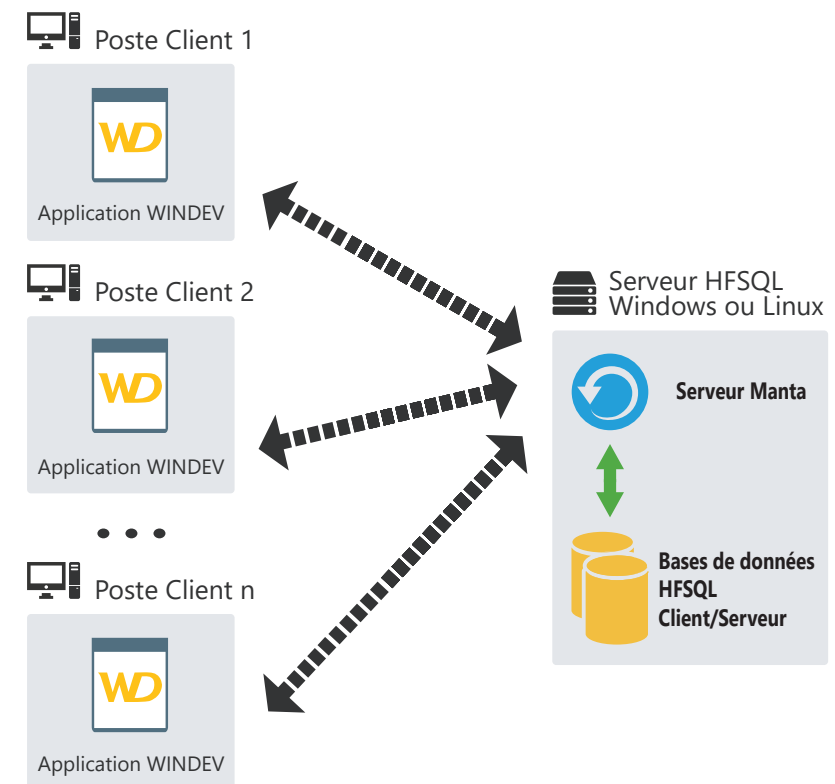 Poste Client 1
WD
Application WINDEV
Poste Client 2
WD
Application WINDEV
• • •
Poste Client n
WD
Application WINDEV
Serveur HFSQL
Windows ou Linux
Serveur Manta
Bases de données
HFSQL
Client/Serveur